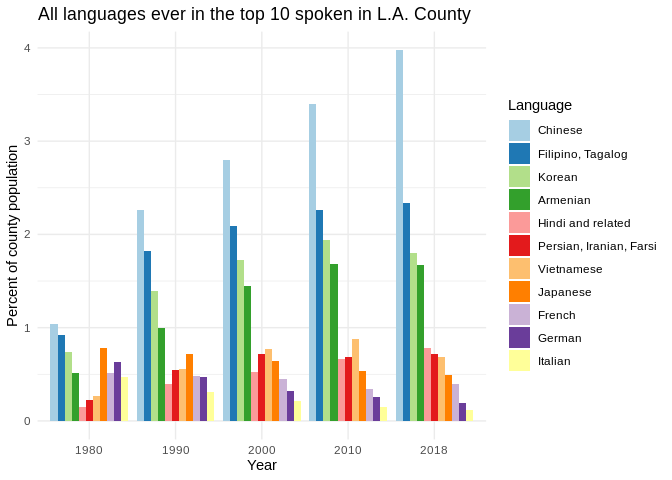 All languages ever in the top 10 spoken in L.A. County
4
3
2
1
0
Percent of county population
1980 1990 2000 2010 2018
Year
Language
Chinese
Filipino, Tagalog
Korean
Armenian
Hindi and related
Persian, Iranian, Farsi
Vietnamese
Japanese
French
German
Italian